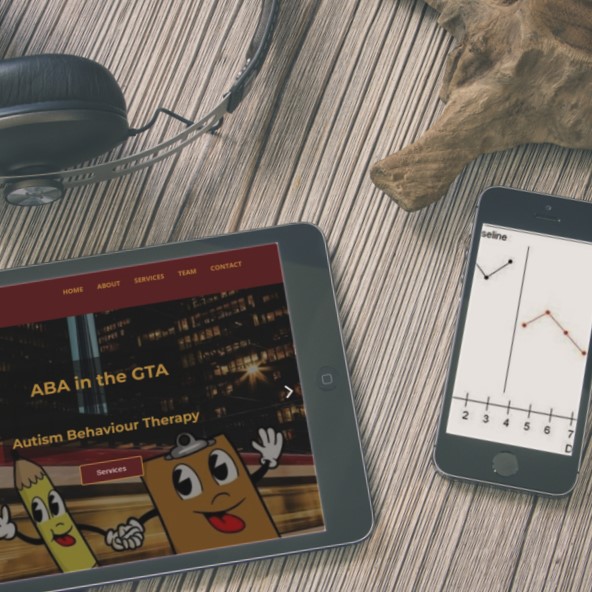 HOME ABOUT SERVICES TEAM CONTACT
ABA in the GTA
Autism Behaviour Therapy
Services
seline
2 3 4 5 6 7
D